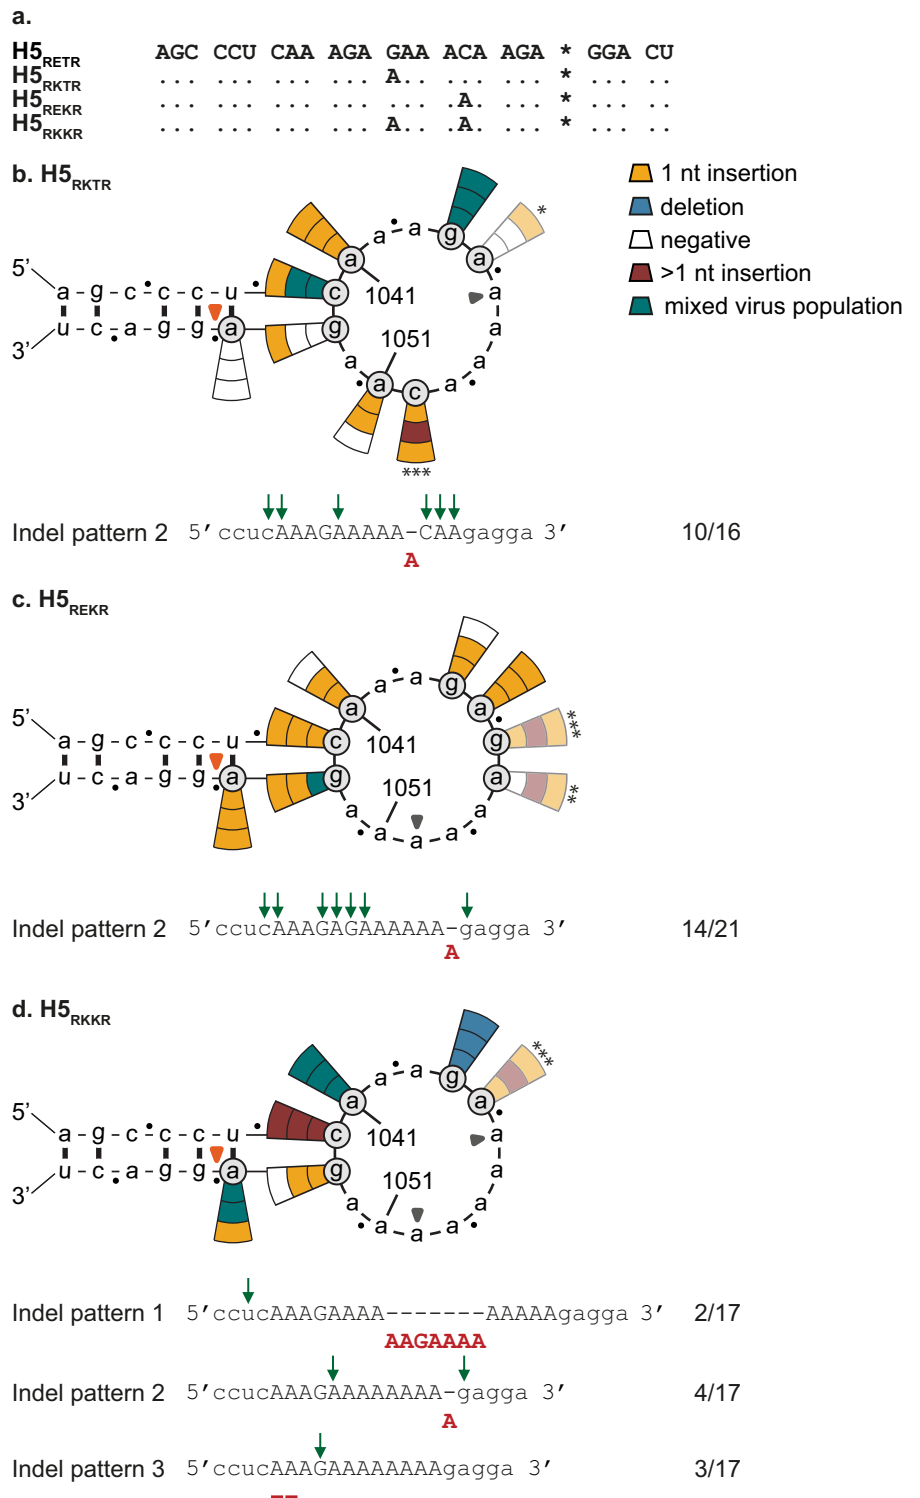 a.
H5RETR AGC CCU CAA AGA GAA ACA AGA * GGA CU
H5RKTR ... ... ... ... A.. ... ... * ... ..
H5REKR ... ... ... ... ... .A. ... * ... ..
H5RKKR ... ... ... ... A.. .A. ... * ... ..
b. H5RKTR
1 nt insertion
deletion
negative
>1 nt insertion
mixed virus population
5’
3’
a-g-c-c-c-u
c
a
a-a
g
a
*
a
a
a
a
c
a
a
g
a
u-c-a-g-g
1041
1051
***
Indel pattern 2 5’ccucAAAGAAAAA-CAAgagga 3’ 10/16
A
c. H5REKR
5’
3’
a-g-c-c-c-u
c
a
a-a
g
a
g
***
a
**
a
a
a
a
a
g
a
u-c-a-g-g
1041
1051
Indel pattern 2 5’ccucAAAGAGAAAAAA-gagga 3’ 14/21
A
d. H5RKKR
5’
3’
a-g-c-c-c-u
c
a
a-a
g
a
***
a
a
a
a
a
a
a
g
a
u-c-a-g-g
1041
1051
Indel pattern 1 5’ccucAAAGAAAA-------AAAAAgagga 3’ 2/17
AAGAAAA
Indel pattern 2 5’ccucAAAGAAAAAAAA-gagga 3’ 4/17
A
Indel pattern 3 5’ccucAAAGAAAAAAAAgagga 3’ 3/17